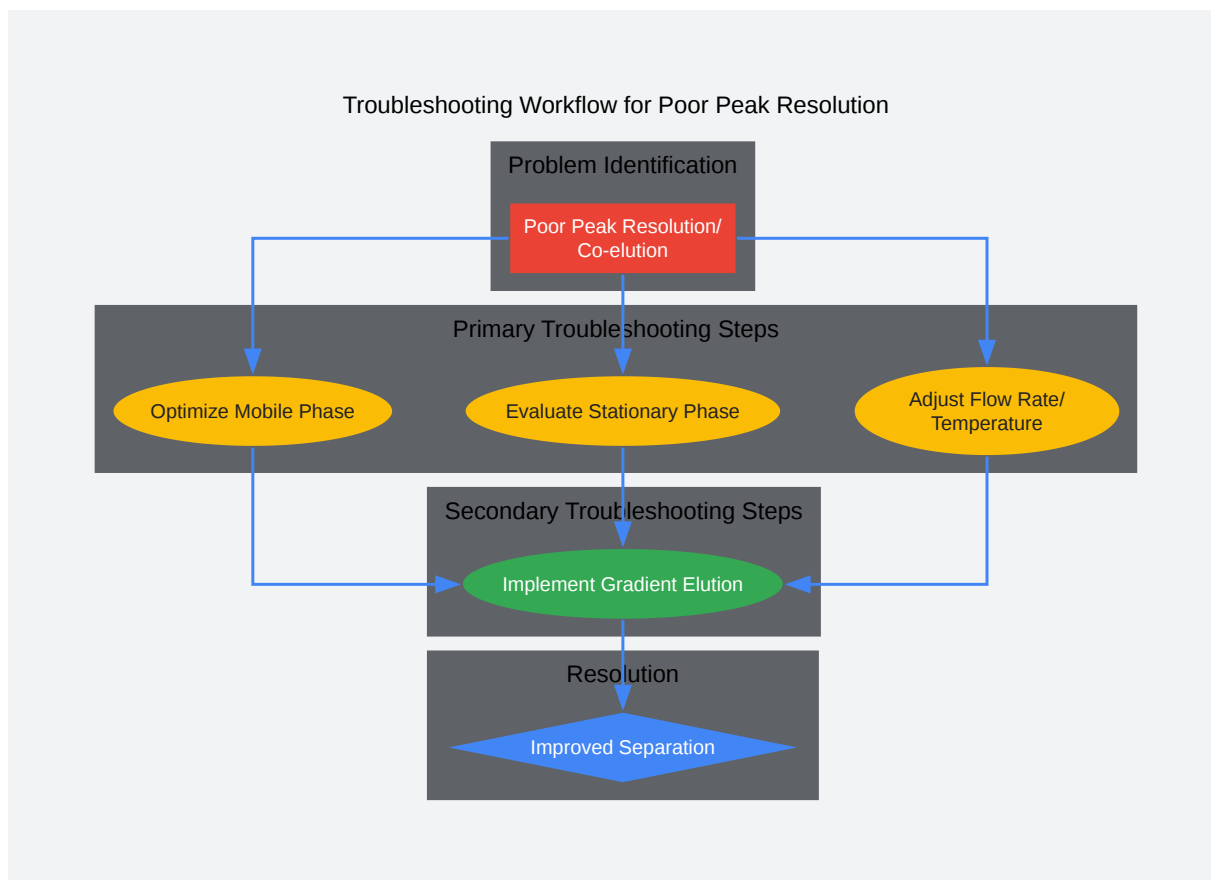 Troubleshooting Workflow for Poor Peak Resolution
Problem Identification
Poor Peak Resolution/
Co-elution
Primary Troubleshooting Steps
Optimize Mobile Phase
Evaluate Stationary Phase
Adjust Flow Rate/
Temperature
Secondary Troubleshooting Steps
Implement Gradient Elution
Resolution
Improved Separation